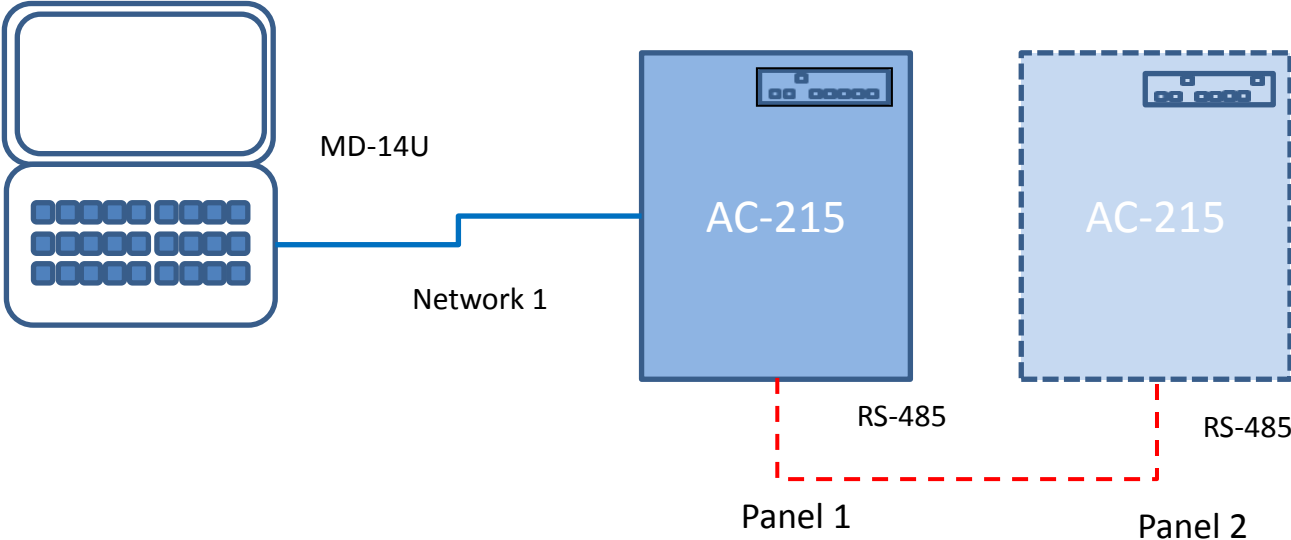 MD-14U
Network 1
AC-215
AC-215
RS-485
RS-485
Panel 1
Panel 2